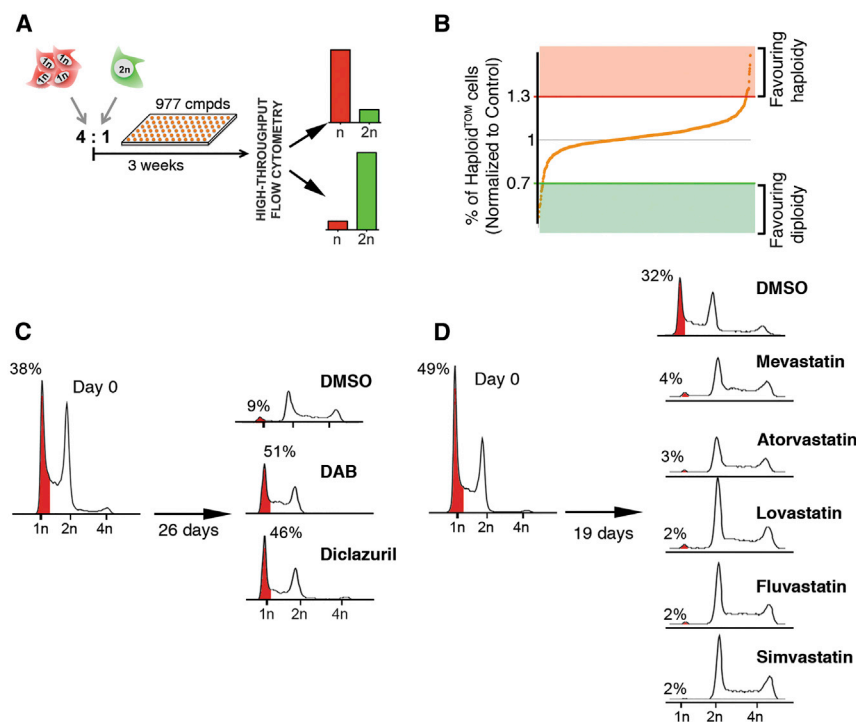 A
1n
1n
1n
1n
2n
4 : 1
977 cmpds
3 weeks
HIGH-THROUGHPUT
FLOW CYTOMETRY
n 2n
n 2n
B
% of Haploid^TOM cells
(Normalized to Control)
1.3
1
0.7
Favouring
haploidy
Favouring
diploidy
C
38%
Day 0
1n 2n 4n
26 days
DMSO
9%
DAB
51%
Diclazuril
46%
1n 2n 4n
D
49%
Day 0
1n 2n 4n
19 days
DMSO
32%
Mevastatin
4%
Atorvastatin
3%
Lovastatin
2%
Fluvastatin
2%
Simvastatin
2%
1n 2n 4n